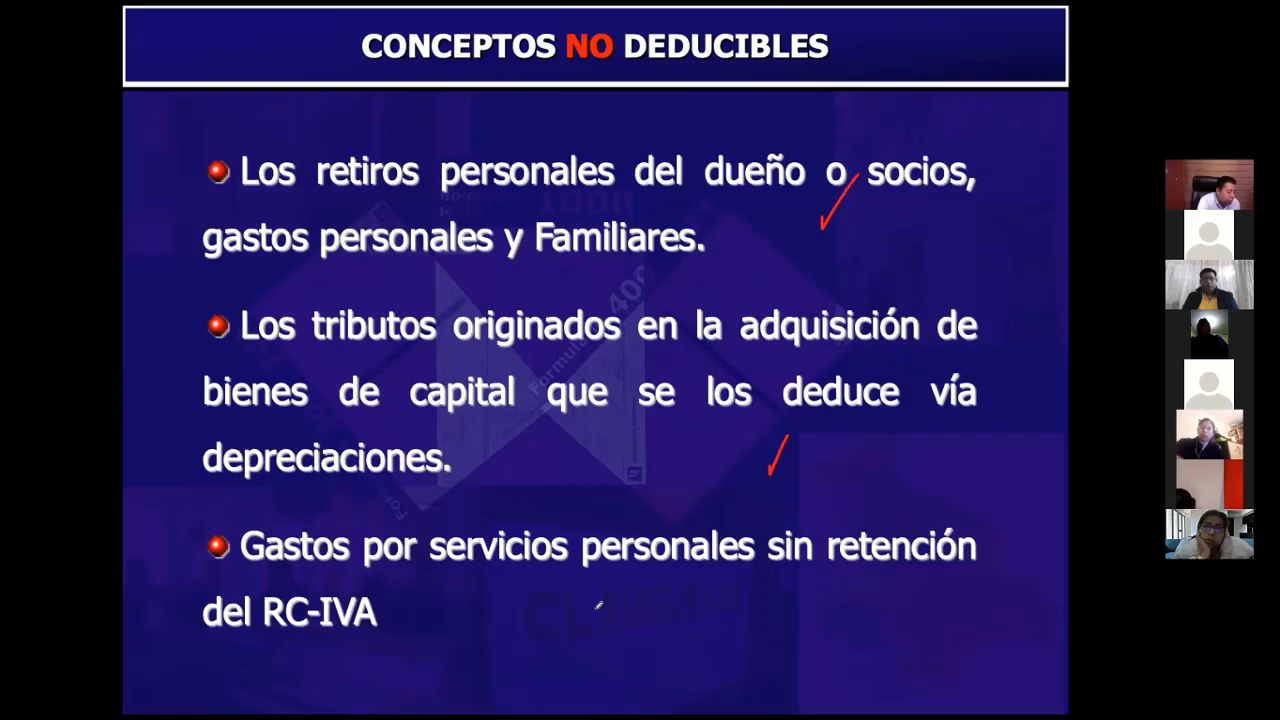 CONCEPTOS NO DEDUCIBLES
Los retiros personales del dueño o socios,
gastos personales y Familiares.
Los tributos originados en la adquisición de
bienes de capital que se los deduce vía
depreciaciones.
Gastos por servicios personales sin retención
del RC-IVA